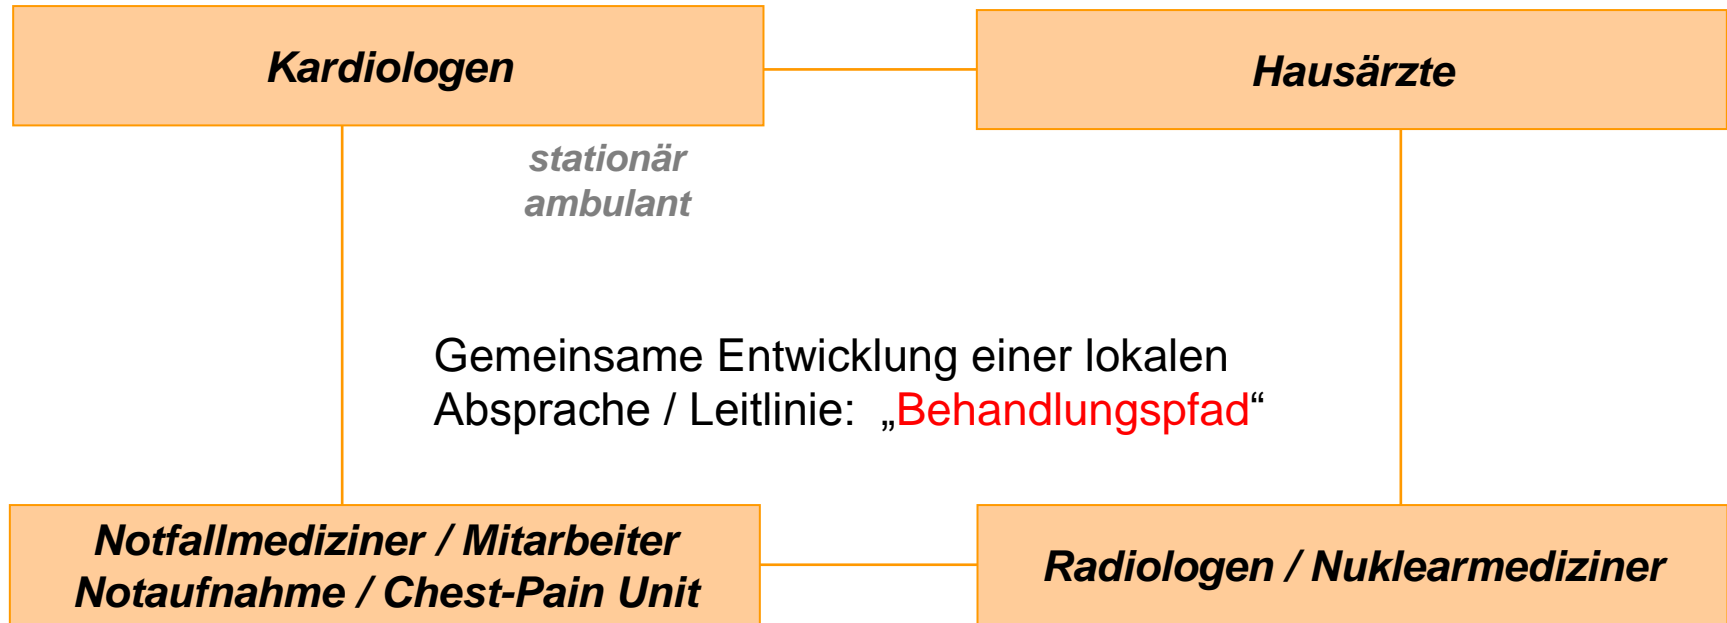 Kardiologen
Hausärzte
stationär
ambulant
Gemeinsame Entwicklung einer lokalen
Absprache / Leitlinie: „Behandlungspfad“
Notfallmediziner / Mitarbeiter
Notaufnahme / Chest-Pain Unit
Radiologen / Nuklearmediziner